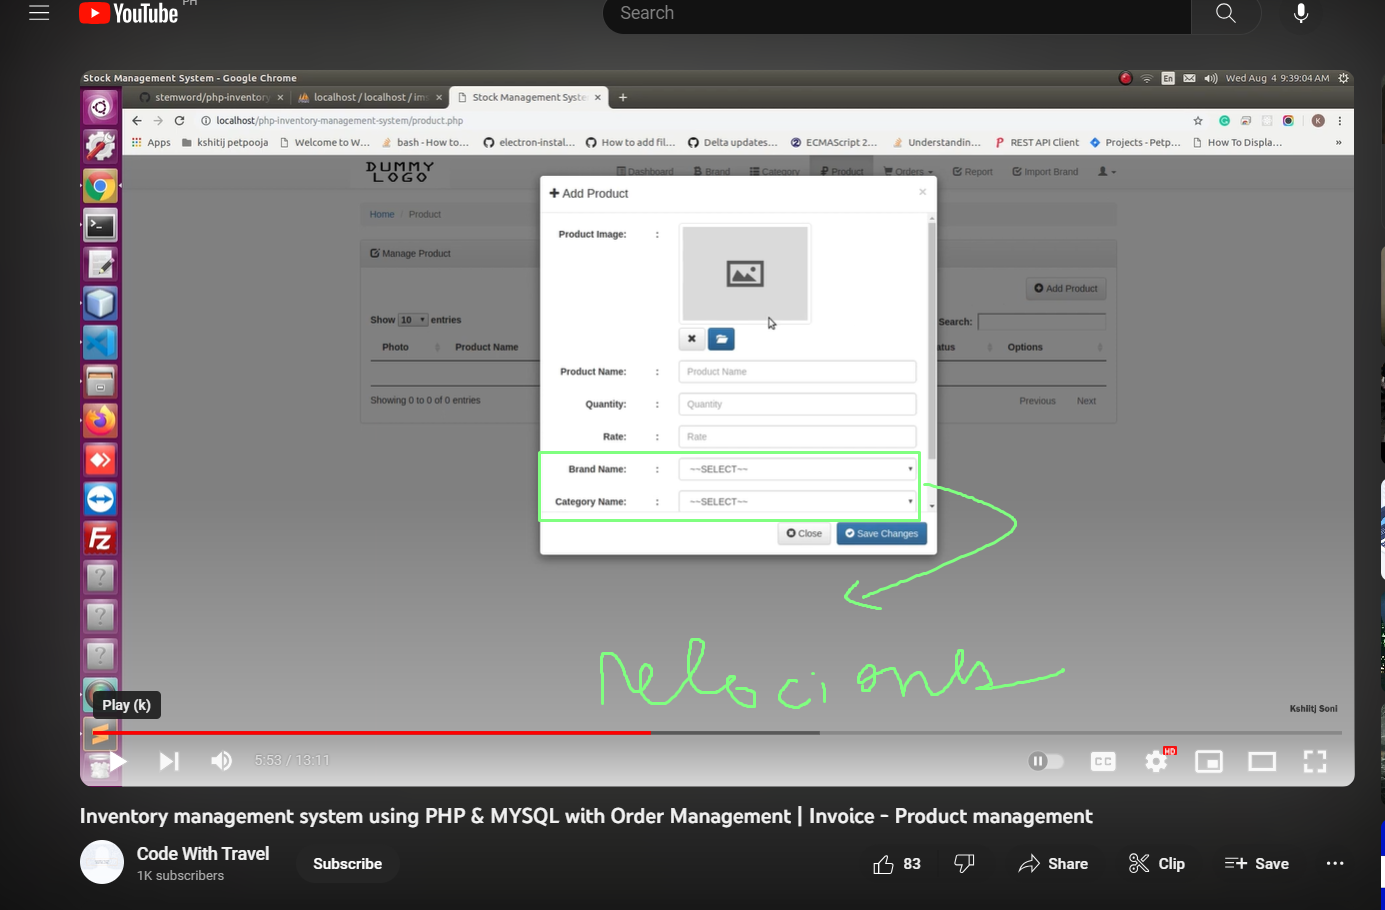 YouTube PH
Search
Stock Management System - Google Chrome
En
Wed Aug 4 9:39:04 AM
stemword/php-inventory
localhost / localhost / im
Stock Management Syste
localhost/php-inventory-management-system/product.php
K
Apps
kshitij petpooja
Welcome to W...
bash - How to...
electron-instal...
How to add fil...
Delta updates...
ECMAScript 2...
Understandin...
REST API Client
Projects - Petp...
How To Displa...
»
DUMMY
LOGO
Dashboard
Brand
Category
Product
Orders
Report
Import Brand
Home
Product
Manage Product
Add Product
Show 10 entries
Search:
Photo
Product Name
atus
Options
Showing 0 to 0 of 0 entries
Previous
Next
Add Product
×
Product Image: :
Product Name: : Product Name
Quantity: : Quantity
Rate: : Rate
Brand Name: : ~~SELECT~~
Category Name: : ~~SELECT~~
Close
Save Changes
relaciones
Kshiitj Soni
Play (k)
5:53 / 13:11
CC
HD
Inventory management system using PHP & MYSQL with Order Management | Invoice - Product management
Code With Travel
1K subscribers
Subscribe
83
Share
Clip
Save